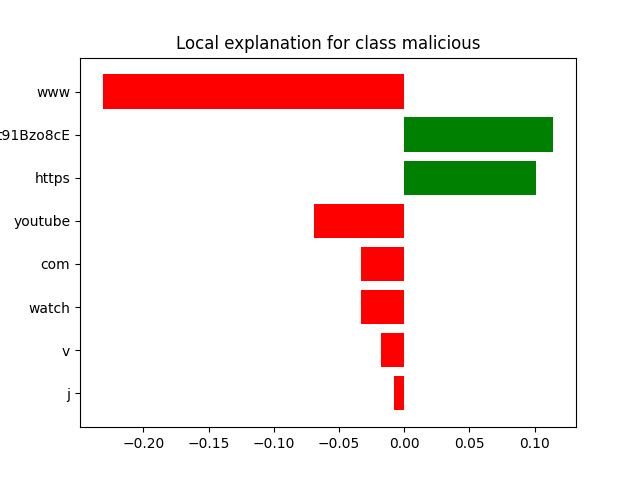 Local explanation for class malicious
www
91Bzo8cE
https
youtube
com
watch
v
j
−0.20
−0.15
−0.10
−0.05
0.00
0.05
0.10